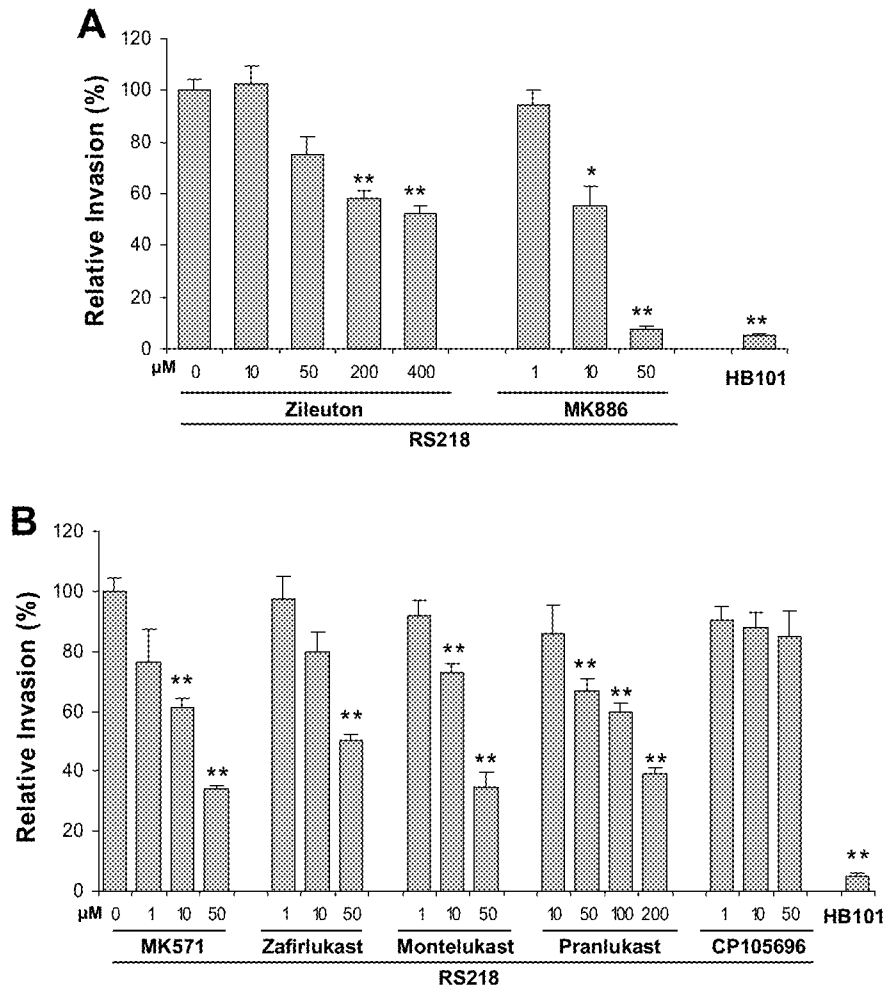 A
Relative Invasion (%)
120
100
80
60
40
20
0
** ** * ** **
µM 0 10 50 200 400 1 10 50 HB101
Zileuton MK886
RS218
B
Relative Invasion (%)
120
100
80
60
40
20
0
** ** ** ** ** ** ** ** **
µM 0 1 10 50 1 10 50 1 10 50 10 50 100 200 1 10 50 HB101
MK571 Zafirlukast Montelukast Pranlukast CP105696
RS218